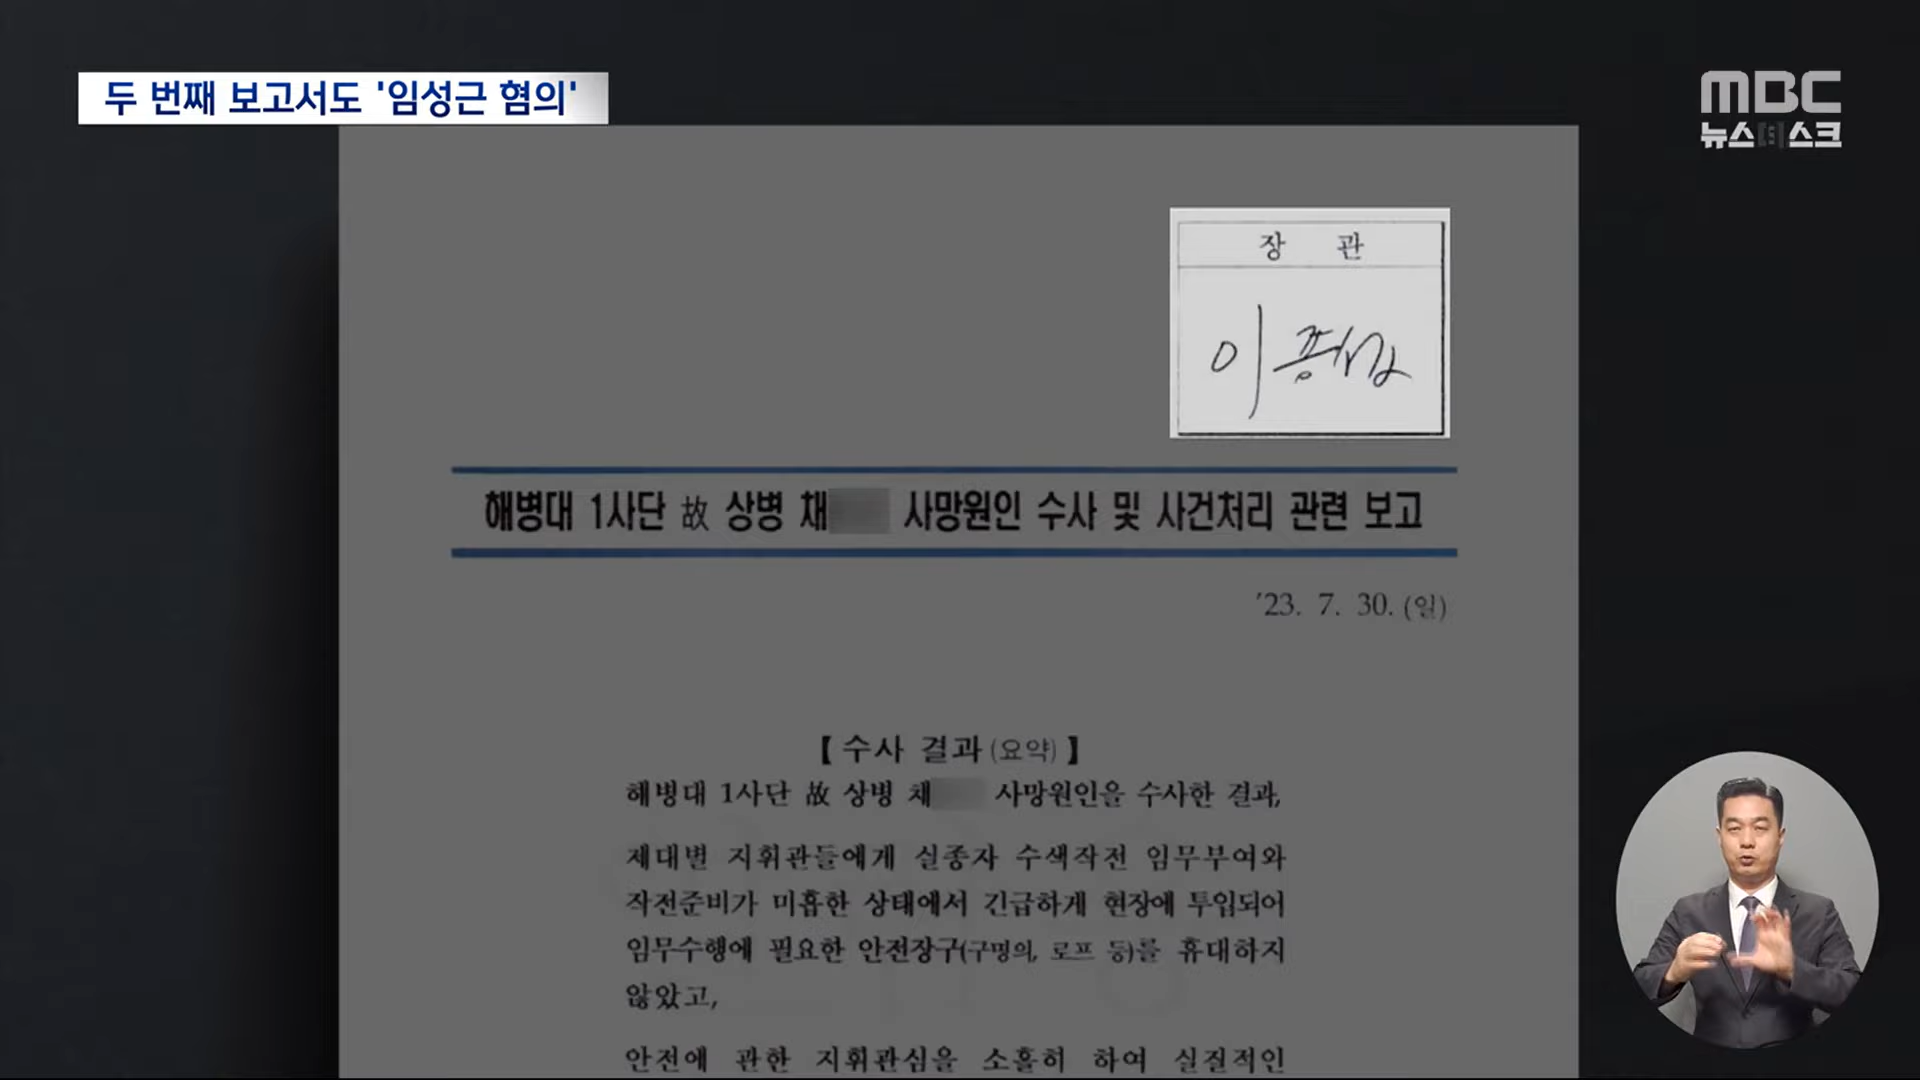 두 번째 보고서도 '임성근 혐의'
MBC
뉴스데스크
장 관
이종섭
해병대 1사단 故 상병 채 사망원인 수사 및 사건처리 관련 보고
'23. 7. 30. (일)
【 수사 결과 (요약) 】
해병대 1사단 故 상병 채 사망원인을 수사한 결과,
제대별 지휘관들에게 실종자 수색작전 임무부여와
작전준비가 미흡한 상태에서 긴급하게 현장에 투입되어
임무수행에 필요한 안전장구(구명의, 로프 등)를 휴대하지
않았고,
안전에 관한 지휘관심을 소홀히 하여 실질적인